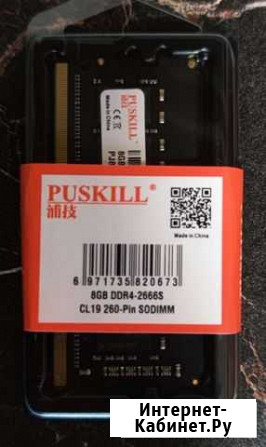 8GB
PUSKILL®
浦技
Made in China
6 971735 820673
8GB DDR4-2666S
CL19 260-Pin SODIMM
Интернет-
Кабинет.Ру